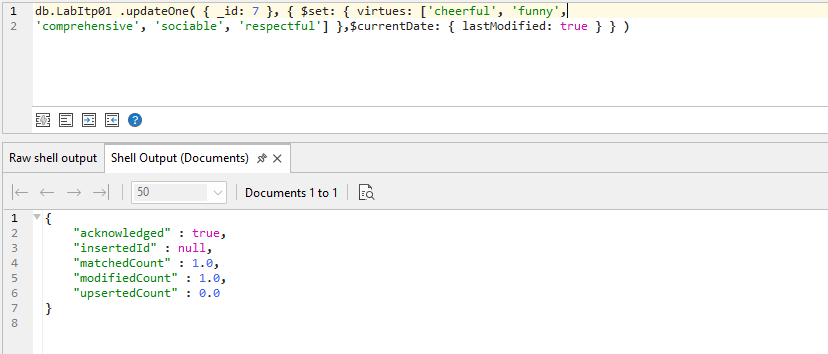 1 db.LabItp01 .updateOne( { _id: 7 }, { $set: { virtues: ['cheerful', 'funny',
2 'comprehensive', 'sociable', 'respectful'] },$currentDate: { lastModified: true } } )
Raw shell output Shell Output (Documents)
50 Documents 1 to 1
1 {
2 "acknowledged" : true,
3 "insertedId" : null,
4 "matchedCount" : 1.0,
5 "modifiedCount" : 1.0,
6 "upsertedCount" : 0.0
7 }
8